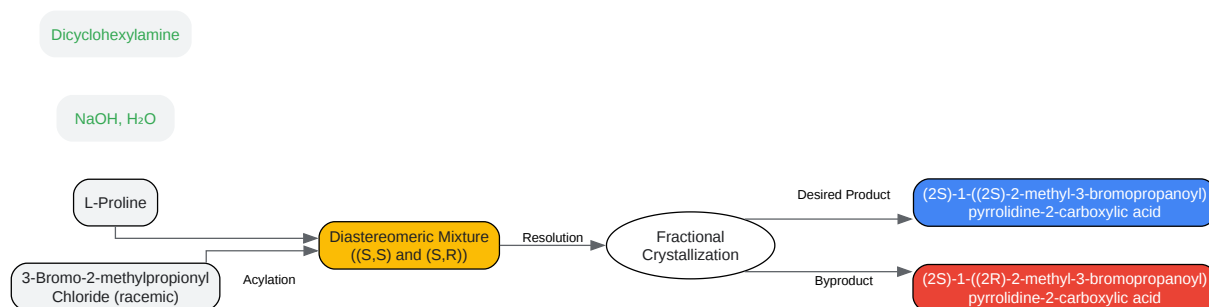 Dicyclohexylamine
NaOH, H₂O
L-Proline
3-Bromo-2-methylpropionyl
Chloride (racemic)
Acylation
Diastereomeric Mixture
((S,S) and (S,R))
Resolution
Fractional
Crystallization
Desired Product
(2S)-1-((2S)-2-methyl-3-bromopropanoyl)
pyrrolidine-2-carboxylic acid
Byproduct
(2S)-1-((2R)-2-methyl-3-bromopropanoyl)
pyrrolidine-2-carboxylic acid